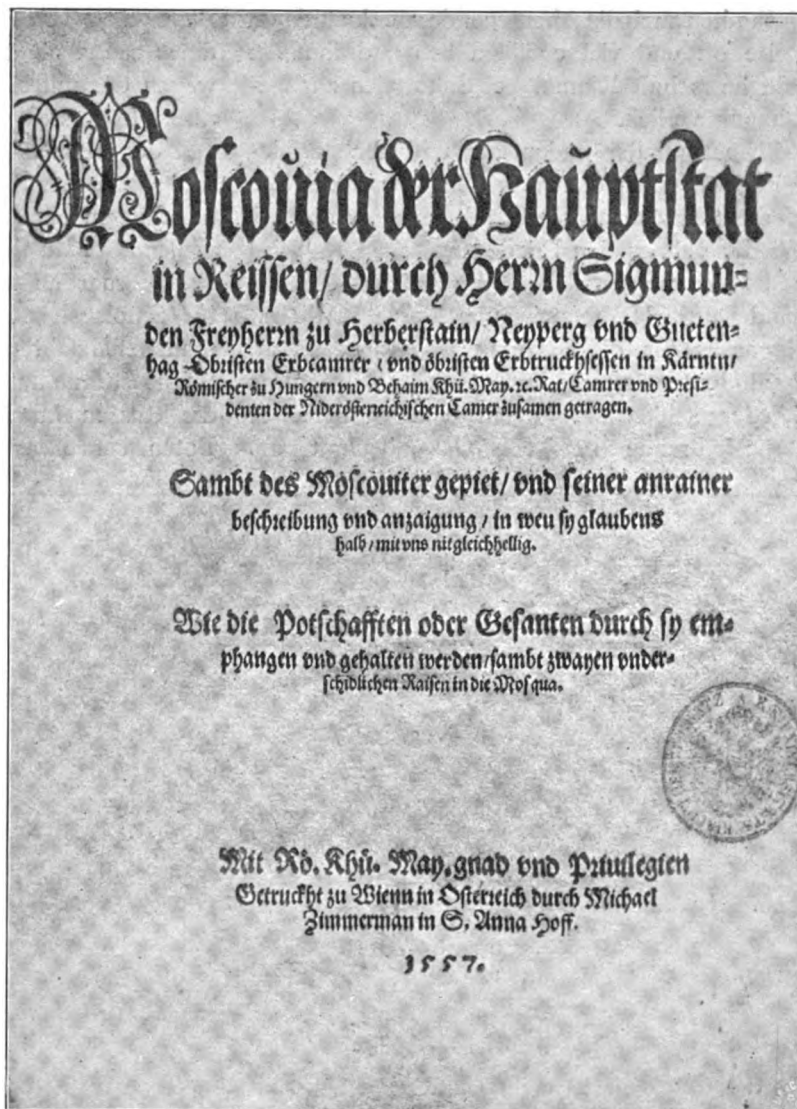 Moscouia der Hauptstat
in Reissen/ durch Herrn Sigmun=
den Freyherrn zu Herberstain/ Neyperg vnd Gueten=
hag Obristen Erbcamrer/ vnd öbristen Erbtruckhsessen in Kärntn/
Römischer zu Hungern vnd Behaim Khü. May. ꝛc. Rat/ Camrer vnd Presi=
denten der Niderösterreichischen Camer zusamen getragen.
Sambt des Moscouiter gepiet/ vnd seiner anrainer
beschreibung vnd anzaigung/ in weu sy glaubens
halb/ mit vns nit gleichhellig.
Wie die Potschafften oder Gesanten durch sy em=
phangen vnd gehalten werden/ sambt zwayen vnder=
schidlichen Raisen in die Mosqua.
Mit Rö. Khü. May. gnad vnd Priuilegien
Getruckht zu Wienn in Osterreich durch Michael
Zimmerman in S. Anna Hoff.
1557.